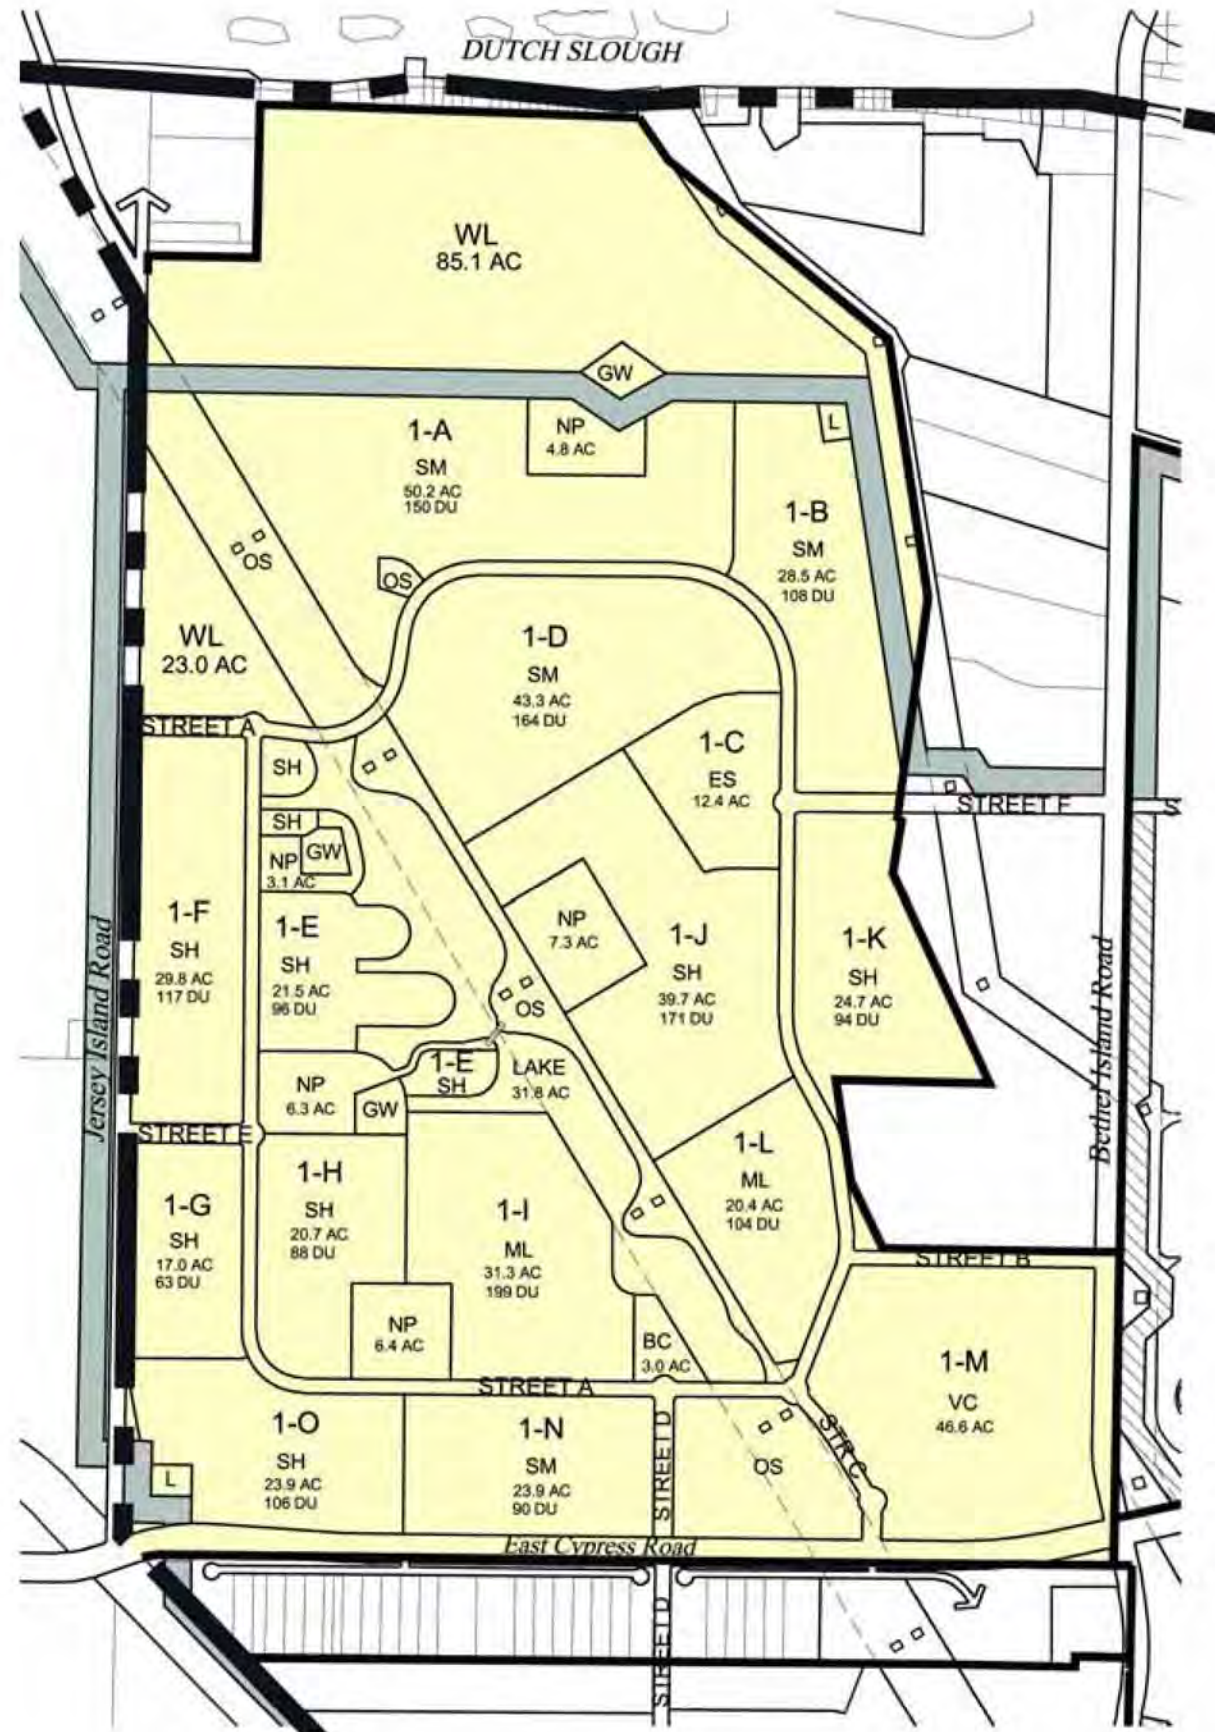 DUTCH SLOUGH
WL
85.1 AC
GW
1-A
SM
50.2 AC
150 DU
NP
4.8 AC
L
1-B
SM
28.5 AC
108 DU
OS
OS
WL
23.0 AC
1-D
SM
43.3 AC
164 DU
STREET A
1-C
ES
12.4 AC
SH
STREET F
S
SH
NP
3.1 AC
GW
1-F
SH
29.8 AC
117 DU
1-E
SH
21.5 AC
96 DU
NP
7.3 AC
1-J
SH
39.7 AC
171 DU
1-K
SH
24.7 AC
94 DU
OS
Jersey Island Road
Bethel Island Road
1-E
SH
LAKE
31.8 AC
NP
6.3 AC
GW
STREET E
1-L
ML
20.4 AC
104 DU
1-G
SH
17.0 AC
63 DU
1-H
SH
20.7 AC
88 DU
1-I
ML
31.3 AC
199 DU
STREET B
NP
6.4 AC
BC
3.0 AC
1-M
VC
46.6 AC
STREET A
1-O
SH
23.9 AC
106 DU
1-N
SM
23.9 AC
90 DU
STREET D
OS
STR C
L
East Cypress Road
STREET D